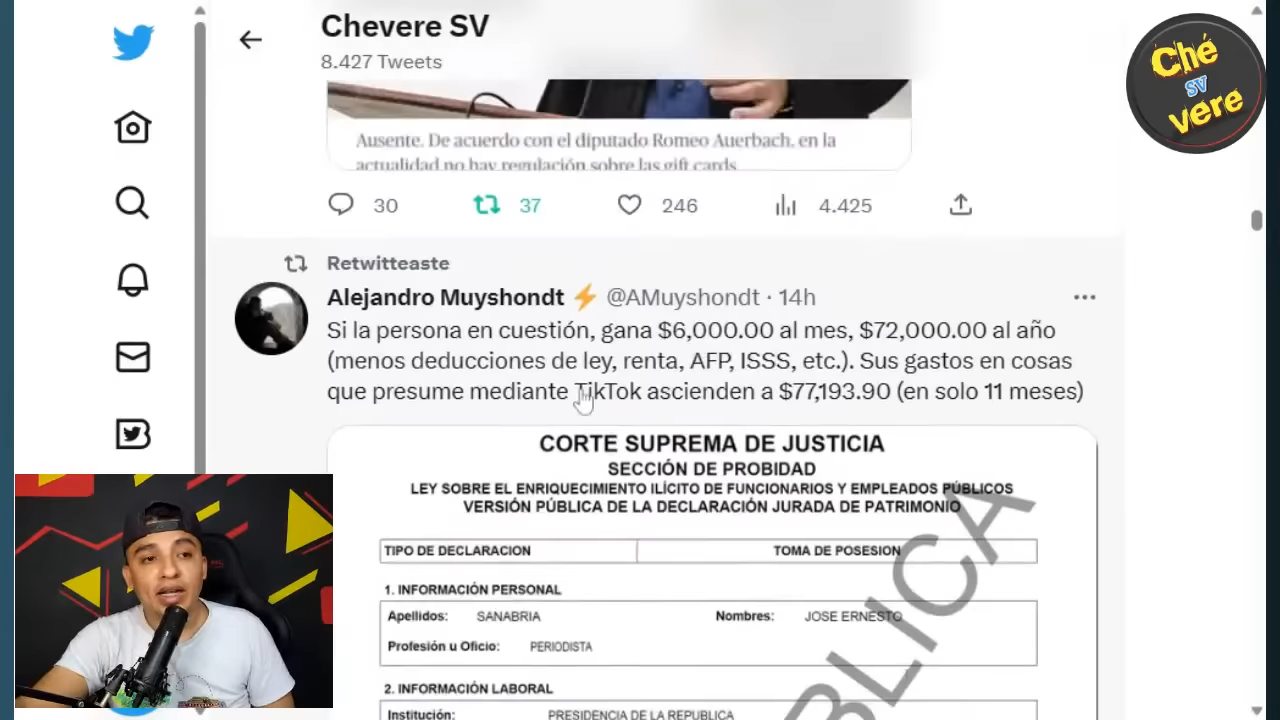 Chevere SV
8.427 Tweets
Ché
SV
vere
Ausente. De acuerdo con el diputado Romeo Auerbach, en la
actualidad no hay regulación sobre las gift cards.
30 37 246 4.425
Retwitteaste
Alejandro Muyshondt ⚡ @AMuyshondt · 14h
Si la persona en cuestión, gana $6,000.00 al mes, $72,000.00 al año
(menos deducciones de ley, renta, AFP, ISSS, etc.). Sus gastos en cosas
que presume mediante TikTok ascienden a $77,193.90 (en solo 11 meses)
CORTE SUPREMA DE JUSTICIA
SECCIÓN DE PROBIDAD
LEY SOBRE EL ENRIQUECIMIENTO ILÍCITO DE FUNCIONARIOS Y EMPLEADOS PÚBLICOS
VERSIÓN PÚBLICA DE LA DECLARACIÓN JURADA DE PATRIMONIO
TIPO DE DECLARACION TOMA DE POSESION
1. INFORMACIÓN PERSONAL
Apellidos: SANABRIA Nombres: JOSE ERNESTO
Profesión u Oficio: PERIODISTA
2. INFORMACIÓN LABORAL
Institución: PRESIDENCIA DE LA REPUBLICA
BLICA